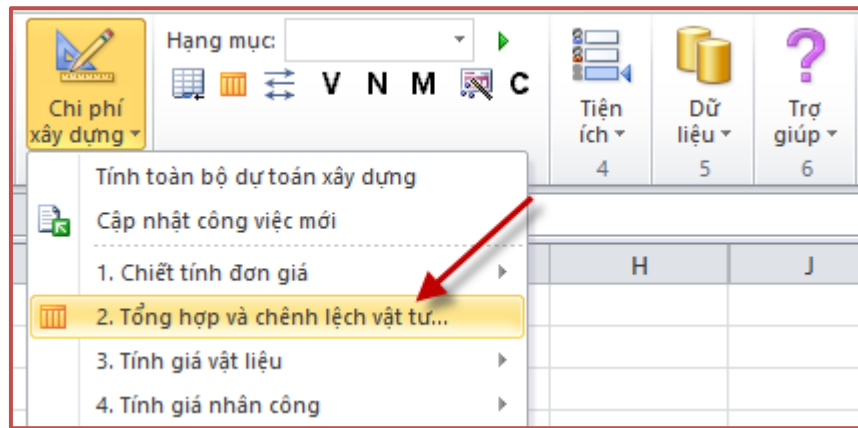 Hạng mục:
V N M C
Chi phí
xây dựng
Tiện
ích
Dữ
liệu
Trợ
giúp
4 5 6
Tính toàn bộ dự toán xây dựng
Cập nhật công việc mới
1. Chiết tính đơn giá
2. Tổng hợp và chênh lệch vật tư...
3. Tính giá vật liệu
4. Tính giá nhân công
H J